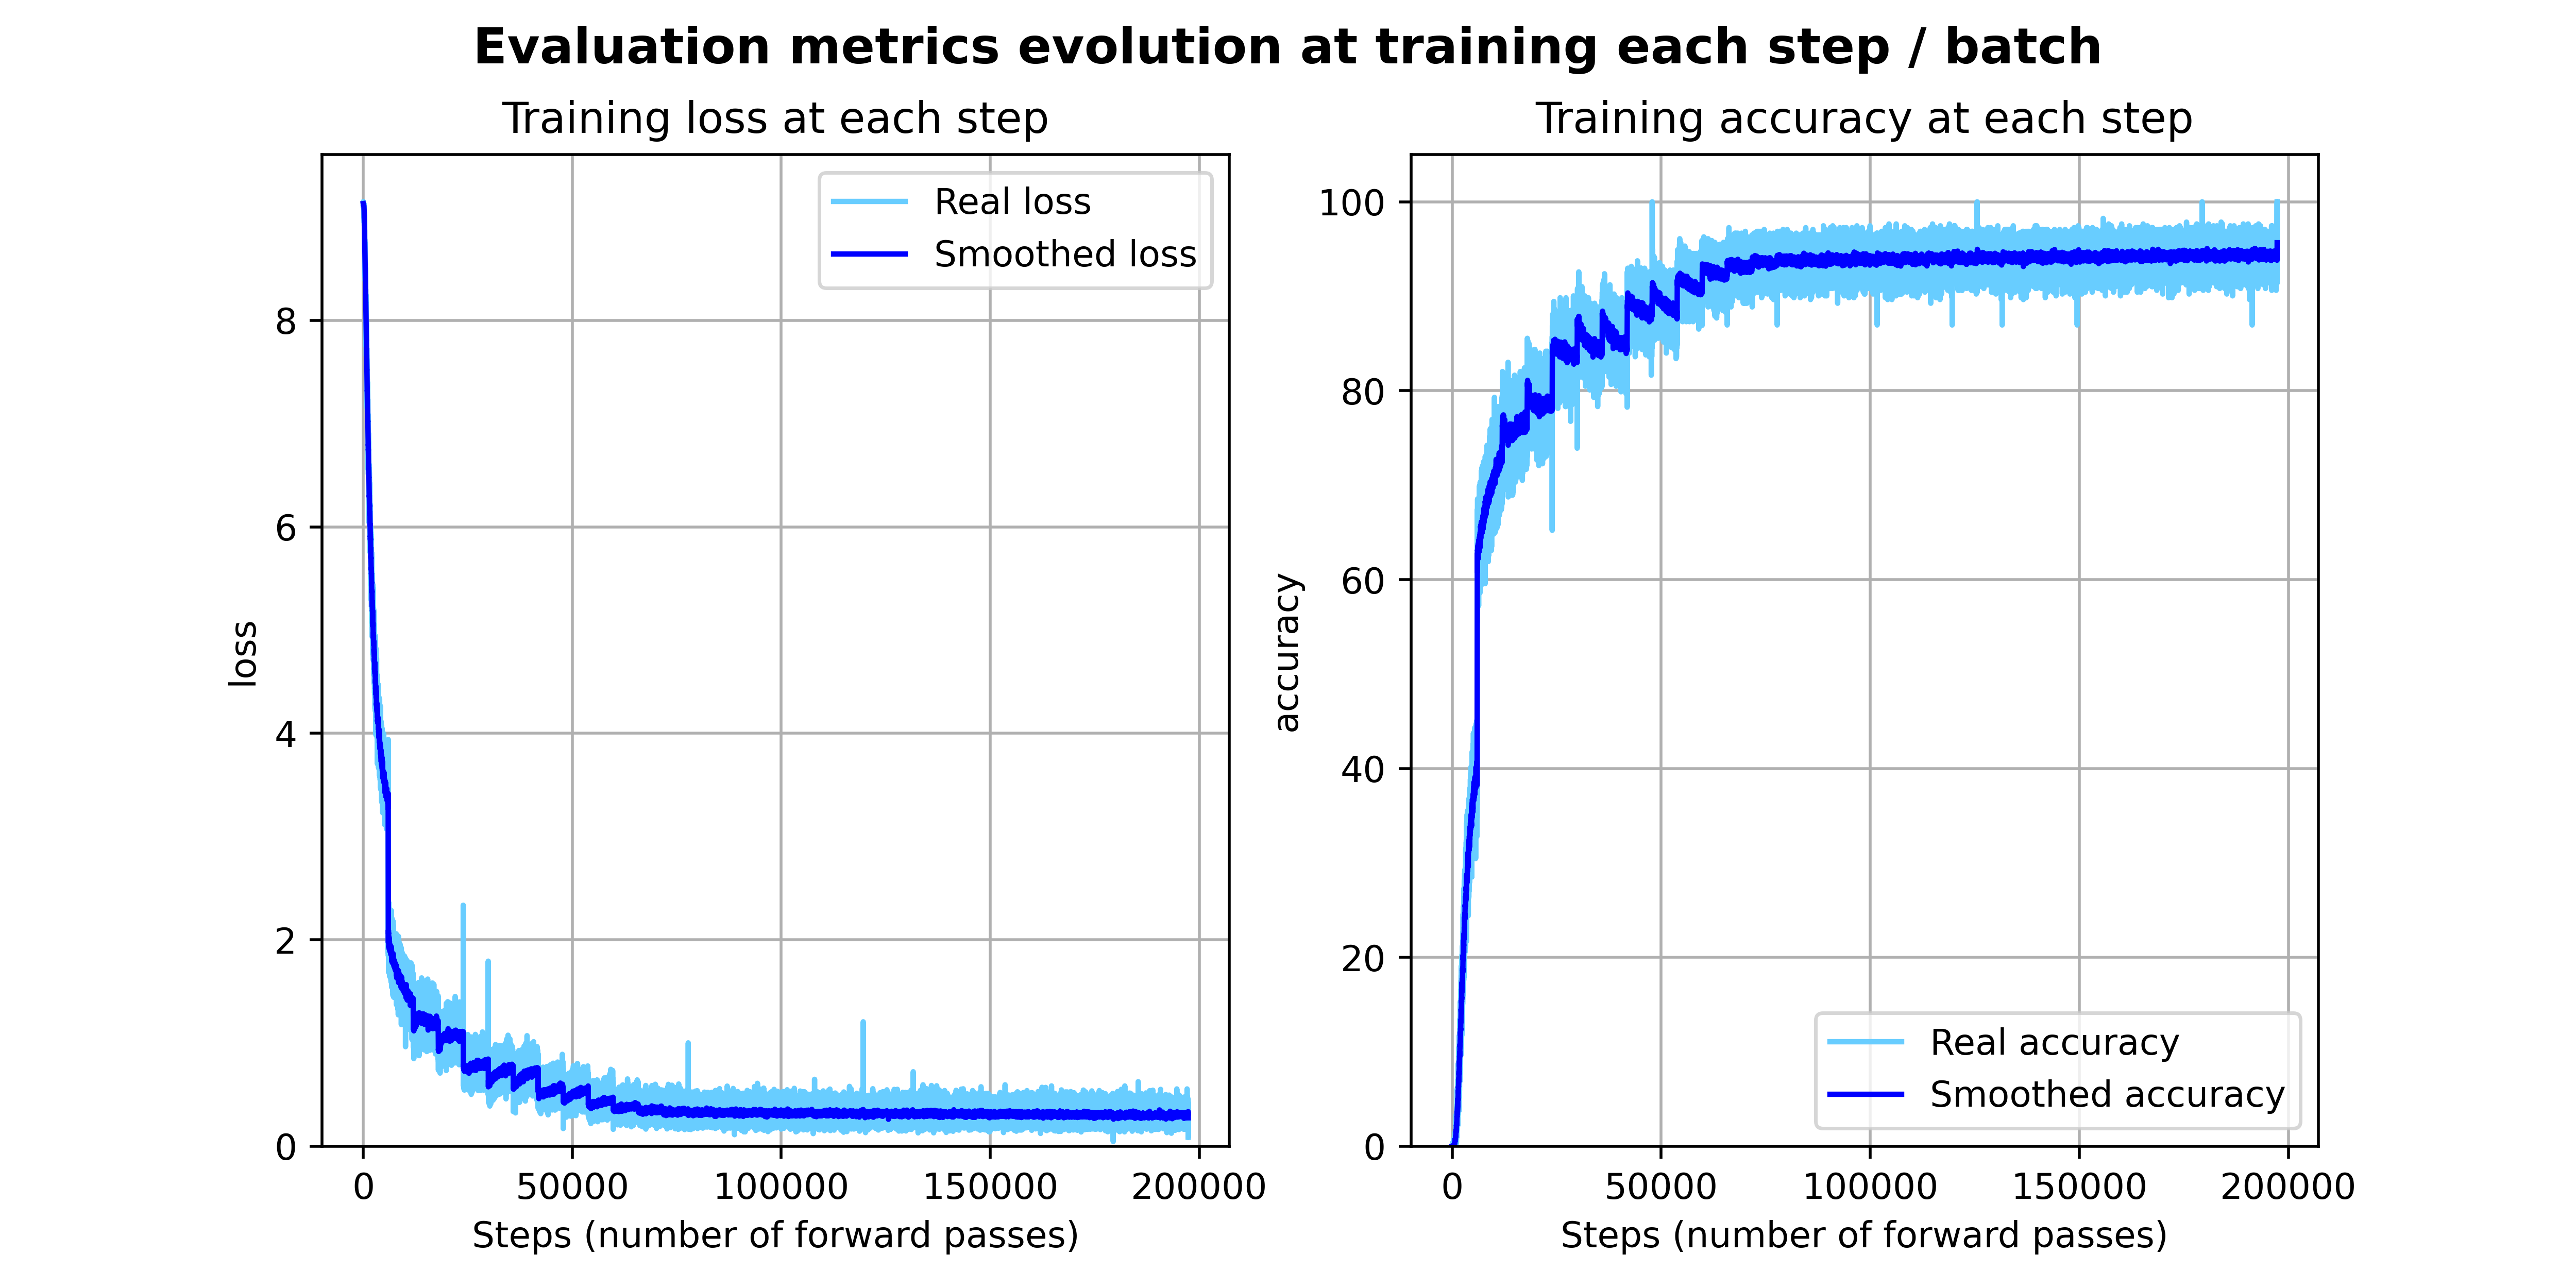 Evaluation metrics evolution at training each step / batch
Training loss at each step
Real loss
Smoothed loss
8
6
4
2
0
loss
0 50000 100000 150000 200000
Steps (number of forward passes)
Training accuracy at each step
100
80
60
40
20
0
accuracy
Real accuracy
Smoothed accuracy
0 50000 100000 150000 200000
Steps (number of forward passes)